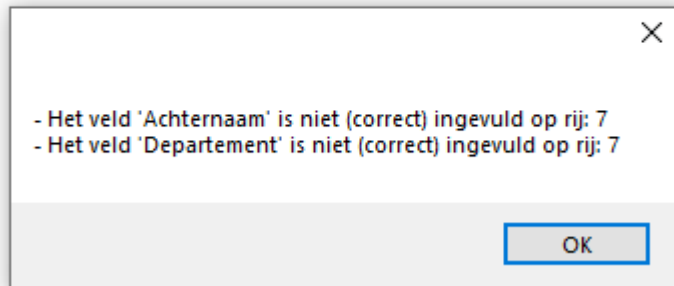 - Het veld 'Achternaam' is niet (correct) ingevuld op rij: 7
- Het veld 'Departement' is niet (correct) ingevuld op rij: 7
OK